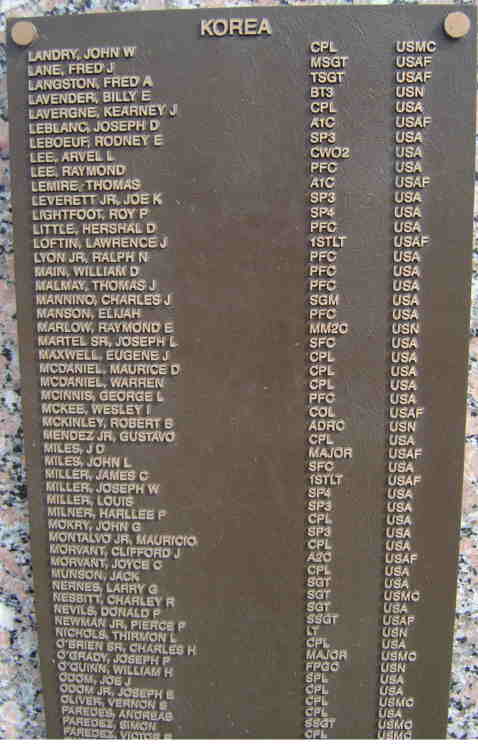 KOREA
LANDRY, JOHN W CPL USMC
LANE, FRED J MSGT USAF
LANGSTON, FRED A TSGT USAF
LAVENDER, BILLY E BT3 USN
LAVERGNE, KEARNEY J CPL USA
LEBLANC, JOSEPH D A1C USAF
LEBOEUF, RODNEY E SP3 USA
LEE, ARVEL L CWO2 USA
LEE, RAYMOND PFC USA
LEMIRE, THOMAS A1C USAF
LEVERETT JR, JOE K SP3 USA
LIGHTFOOT, ROY P SP4 USA
LITTLE, HERSHAL D PFC USA
LOFTIN, LAWRENCE J 1STLT USAF
LYON JR, RALPH N PFC USA
MAIN, WILLIAM D PFC USA
MALMAY, THOMAS J PFC USA
MANNINO, CHARLES J SGM USA
MANSON, ELIJAH PFC USA
MARLOW, RAYMOND E MM2C USN
MARTEL SR, JOSEPH L SFC USA
MAXWELL, EUGENE J CPL USA
MCDANIEL, MAURICE D CPL USA
MCDANIEL, WARREN CPL USA
MCINNIS, GEORGE L PFC USA
MCKEE, WESLEY I COL USAF
MCKINLEY, ROBERT B ADRC USN
MENDEZ JR, GUSTAVO CPL USA
MILES, J D MAJOR USAF
MILES, JOHN L SFC USA
MILLER, JAMES C 1STLT USAF
MILLER, JOSEPH W SP4 USA
MILLER, LOUIS SP3 USA
MILNER, HARLLEE P CPL USA
MOKRY, JOHN G SP3 USA
MONTALVO JR, MAURICIO CPL USA
MORVANT, CLIFFORD J A2C USAF
MORVANT, JOYCE C CPL USA
MUNSON, JACK SGT USA
NERNES, LARRY G SGT USMC
NESBITT, CHARLEY R SGT USA
NEVILS, DONALD P SSGT USAF
NEWMAN JR, PIERCE P LT USN
NICHOLS, THIRMON L CPL USA
O'BRIEN SR, CHARLES H MAJOR USMC
O'GRADY, JOSEPH P USN
O'QUINN, WILLIAM H USA
ODOM, JOE J CPL USA
ODOM JR, JOSEPH E CPL USMC
OLIVER, VERNON S CPL USA
PAREDES, ANDREAS SSGT USMC
PAREDEZ, SIMON CPL USMC
PAREDEZ, VICTOR